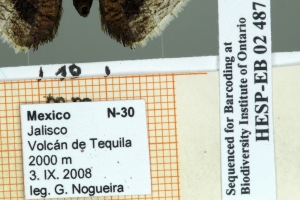 10
Mexico N-30
Jalisco
Volcán de Tequila
2000 m
3. IX. 2008
leg. G. Nogueira
Sequenced for Barcoding at
Biodiversity Institute of Ontario
HESP-EB 02 487